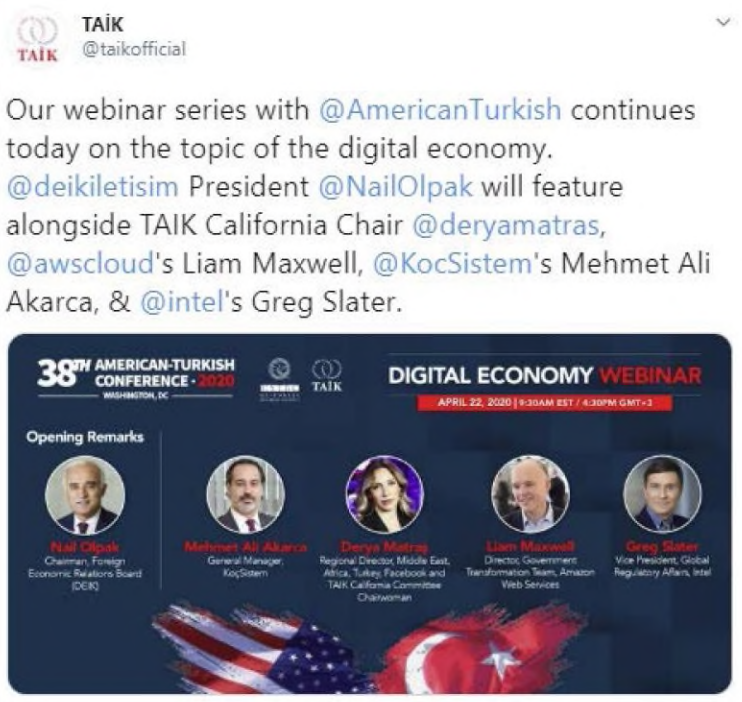 TAİK
@taikofficial
TAİK
Our webinar series with @AmericanTurkish continues
today on the topic of the digital economy.
@deikiletisim President @NailOlpak will feature
alongside TAIK California Chair @deryamatras,
@awscloud's Liam Maxwell, @KocSistem's Mehmet Ali
Akarca, & @intel's Greg Slater.
38TH AMERICAN-TURKISH
CONFERENCE · 2020
WASHINGTON, DC
TAİK
DIGITAL ECONOMY WEBINAR
APRIL 22, 2020 | 9:30AM EST / 4:30PM GMT+3
Opening Remarks
Nail Olpak
Chairman, Foreign
Economic Relations Board
(DEIK)
Mehmet Ali Akarca
General Manager,
KoçSistem
Derya Matraş
Regional Director, Middle East,
Africa, Turkey, Facebook and
TAIK California Committee
Chairwoman
Liam Maxwell
Director, Government
Transformation Team, Amazon
Web Services
Greg Slater
Vice President, Global
Regulatory Affairs, Intel